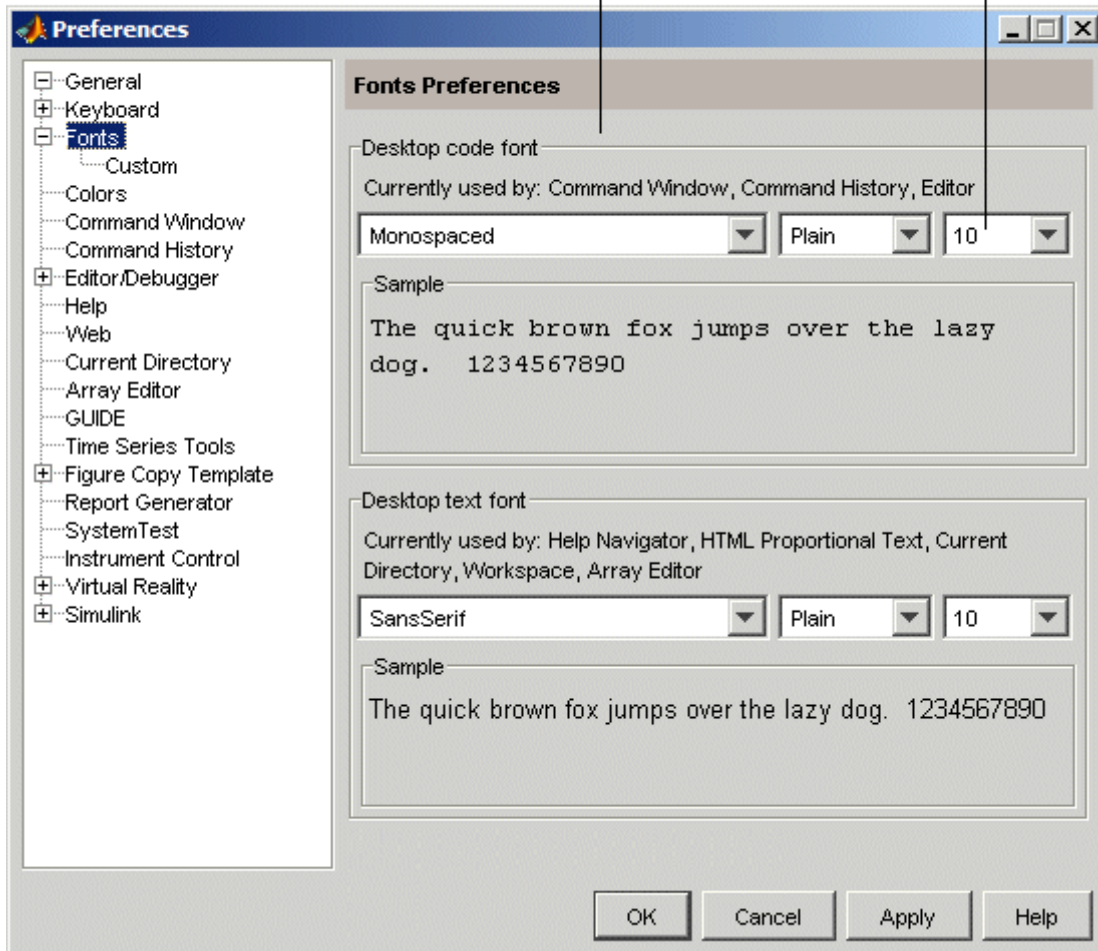 Preferences
General
Keyboard
Fonts
Custom
Colors
Command Window
Command History
Editor/Debugger
Help
Web
Current Directory
Array Editor
GUIDE
Time Series Tools
Figure Copy Template
Report Generator
SystemTest
Instrument Control
Virtual Reality
Simulink
Fonts Preferences
Desktop code font
Currently used by: Command Window, Command History, Editor
Monospaced Plain 10
Sample
The quick brown fox jumps over the lazy
dog. 1234567890
Desktop text font
Currently used by: Help Navigator, HTML Proportional Text, Current
Directory, Workspace, Array Editor
SansSerif Plain 10
Sample
The quick brown fox jumps over the lazy dog. 1234567890
OK Cancel Apply Help